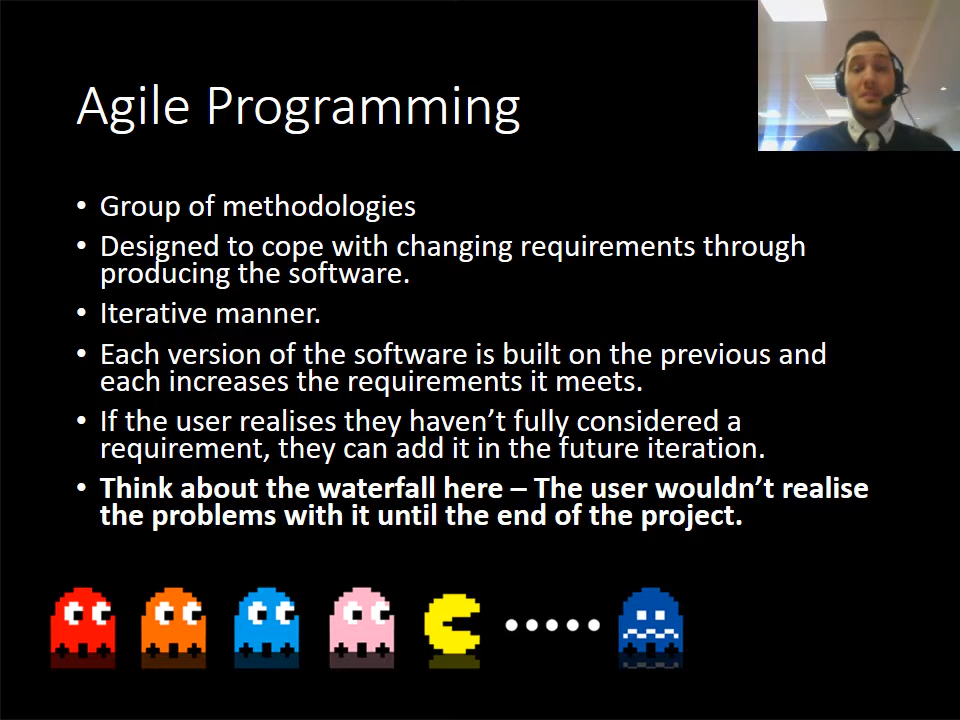 Agile Programming
• Group of methodologies
• Designed to cope with changing requirements through
producing the software.
• Iterative manner.
• Each version of the software is built on the previous and
each increases the requirements it meets.
• If the user realises they haven’t fully considered a
requirement, they can add it in the future iteration.
• Think about the waterfall here – The user wouldn’t realise
the problems with it until the end of the project.